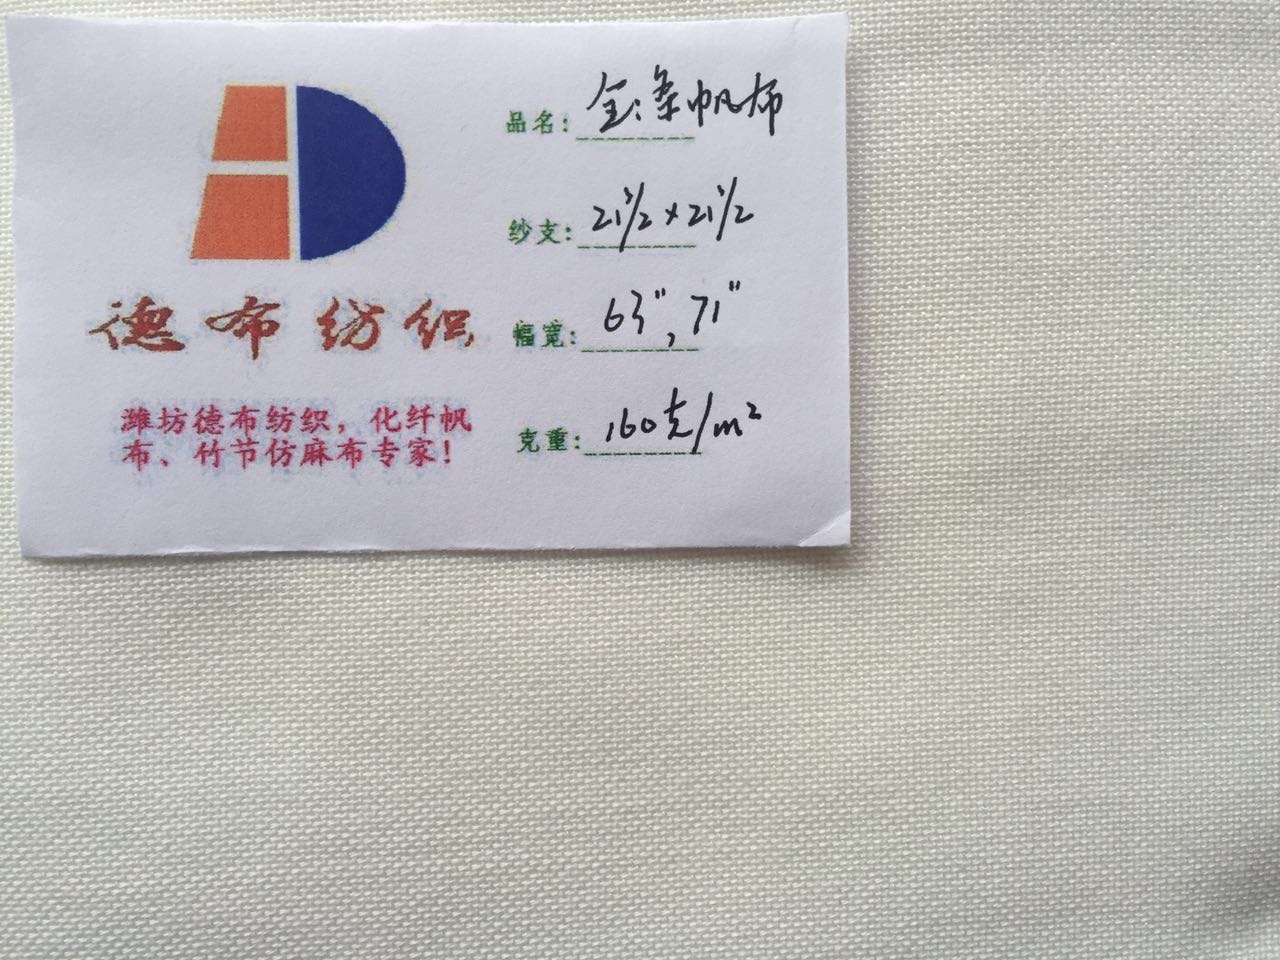 德布纺织
潍坊德布纺织，化纤帆
布、竹节仿麻布专家！
品名：全涤帆布
纱支：21/2×21/2
幅宽：63"，71"
克重：160克/m²